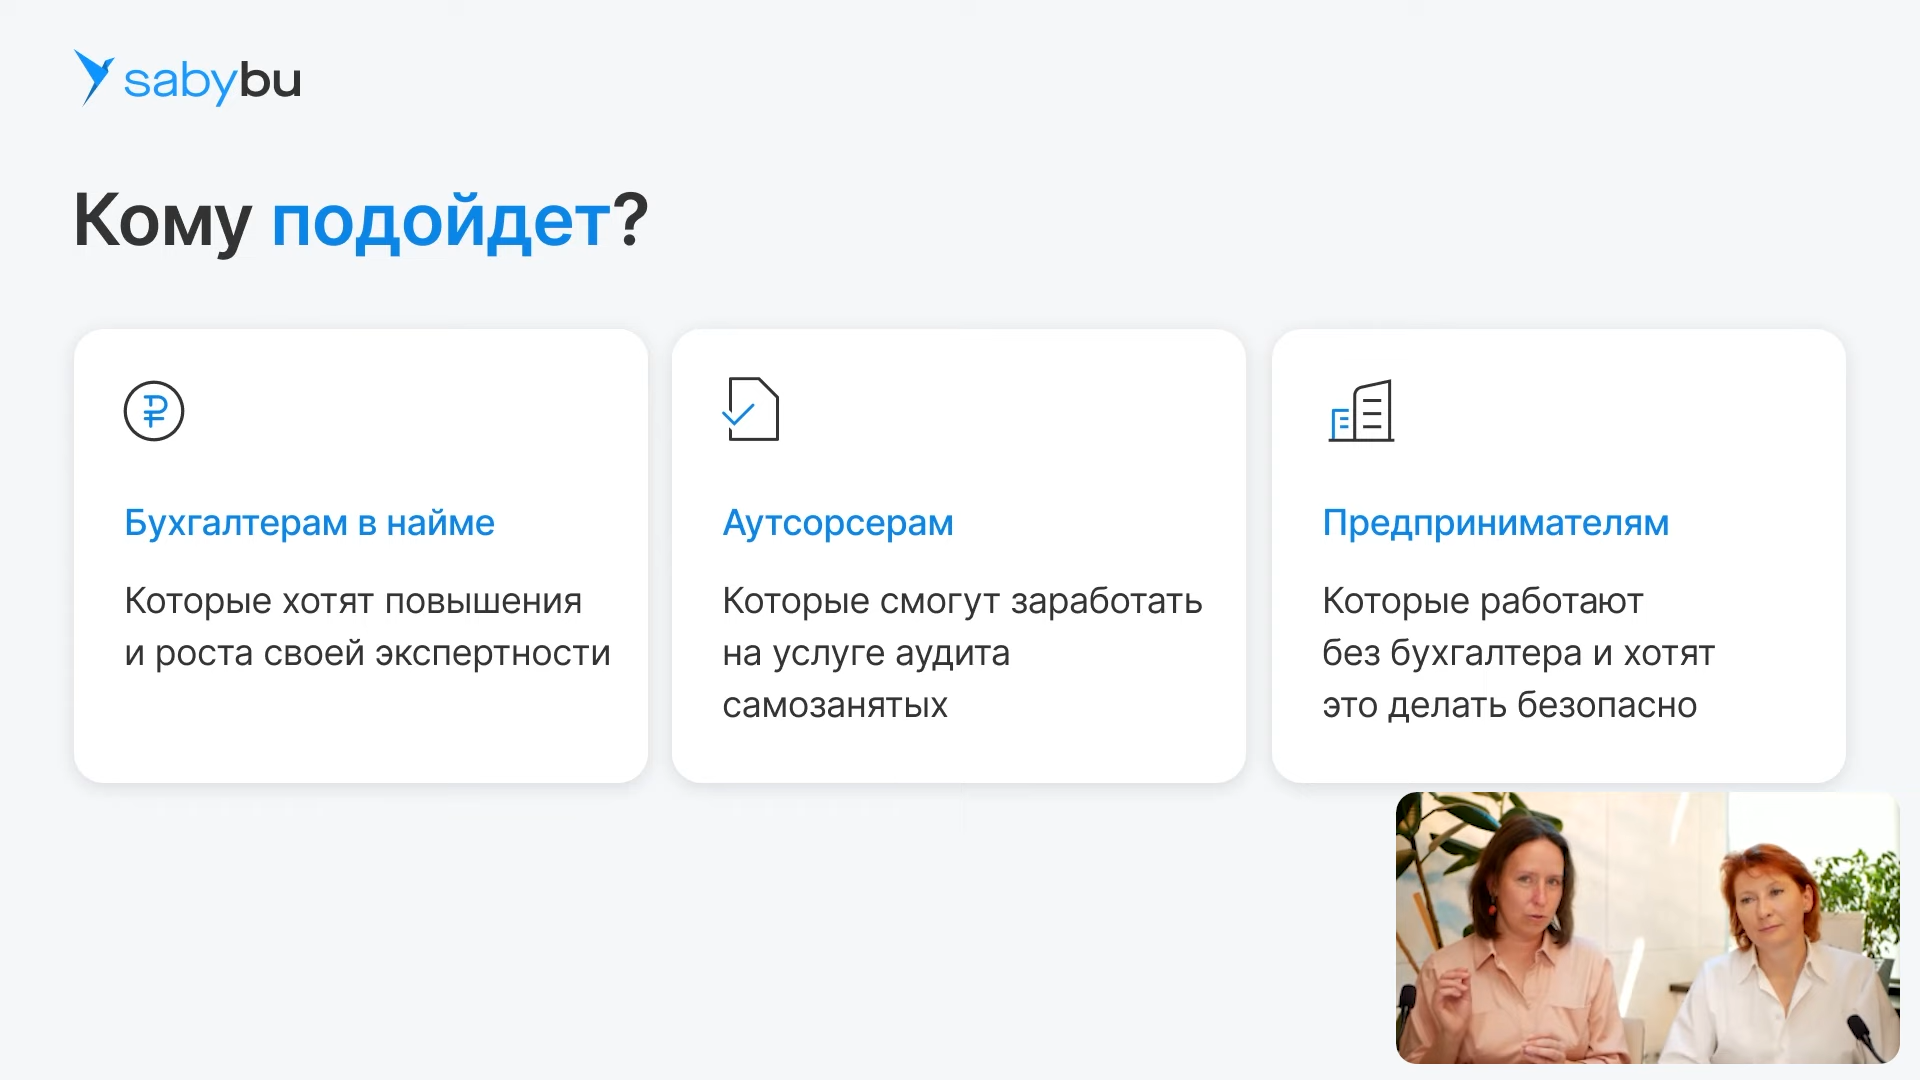 sabybu
Кому подойдет?
Бухгалтерам в найме
Которые хотят повышения
и роста своей экспертности
Аутсорсерам
Которые смогут заработать
на услуге аудита
самозанятых
Предпринимателям
Которые работают
без бухгалтера и хотят
это делать безопасно